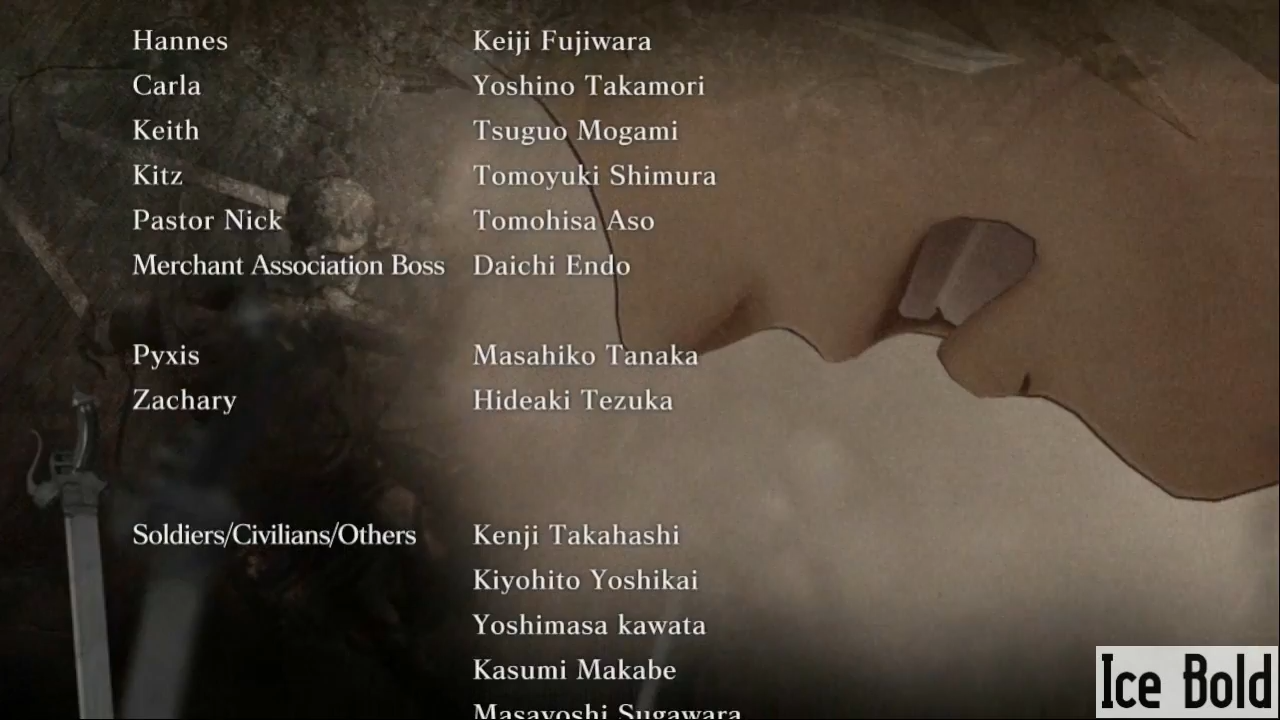 Hannes Keiji Fujiwara
Carla Yoshino Takamori
Keith Tsuguo Mogami
Kitz Tomoyuki Shimura
Pastor Nick Tomohisa Aso
Merchant Association Boss Daichi Endo
Pyxis Masahiko Tanaka
Zachary Hideaki Tezuka
Soldiers/Civilians/Others Kenji Takahashi
Kiyohito Yoshikai
Yoshimasa kawata
Kasumi Makabe
Masayoshi Sugawara
Ice Bold